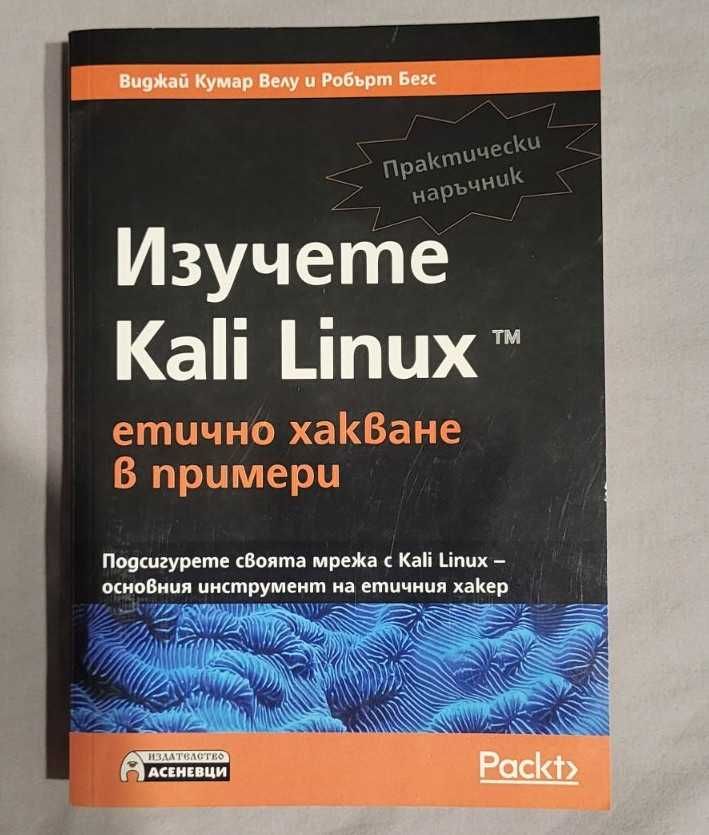 Виджай Кумар Велу и Робърт Бегс
Практически
наръчник
Изучете
Kali Linux™
етично хакване
в примери
Подсигурете своята мрежа с Kali Linux –
основния инструмент на етичния хакер
ИЗДАТЕЛСТВО
АСЕНЕВЦИ
Packt>